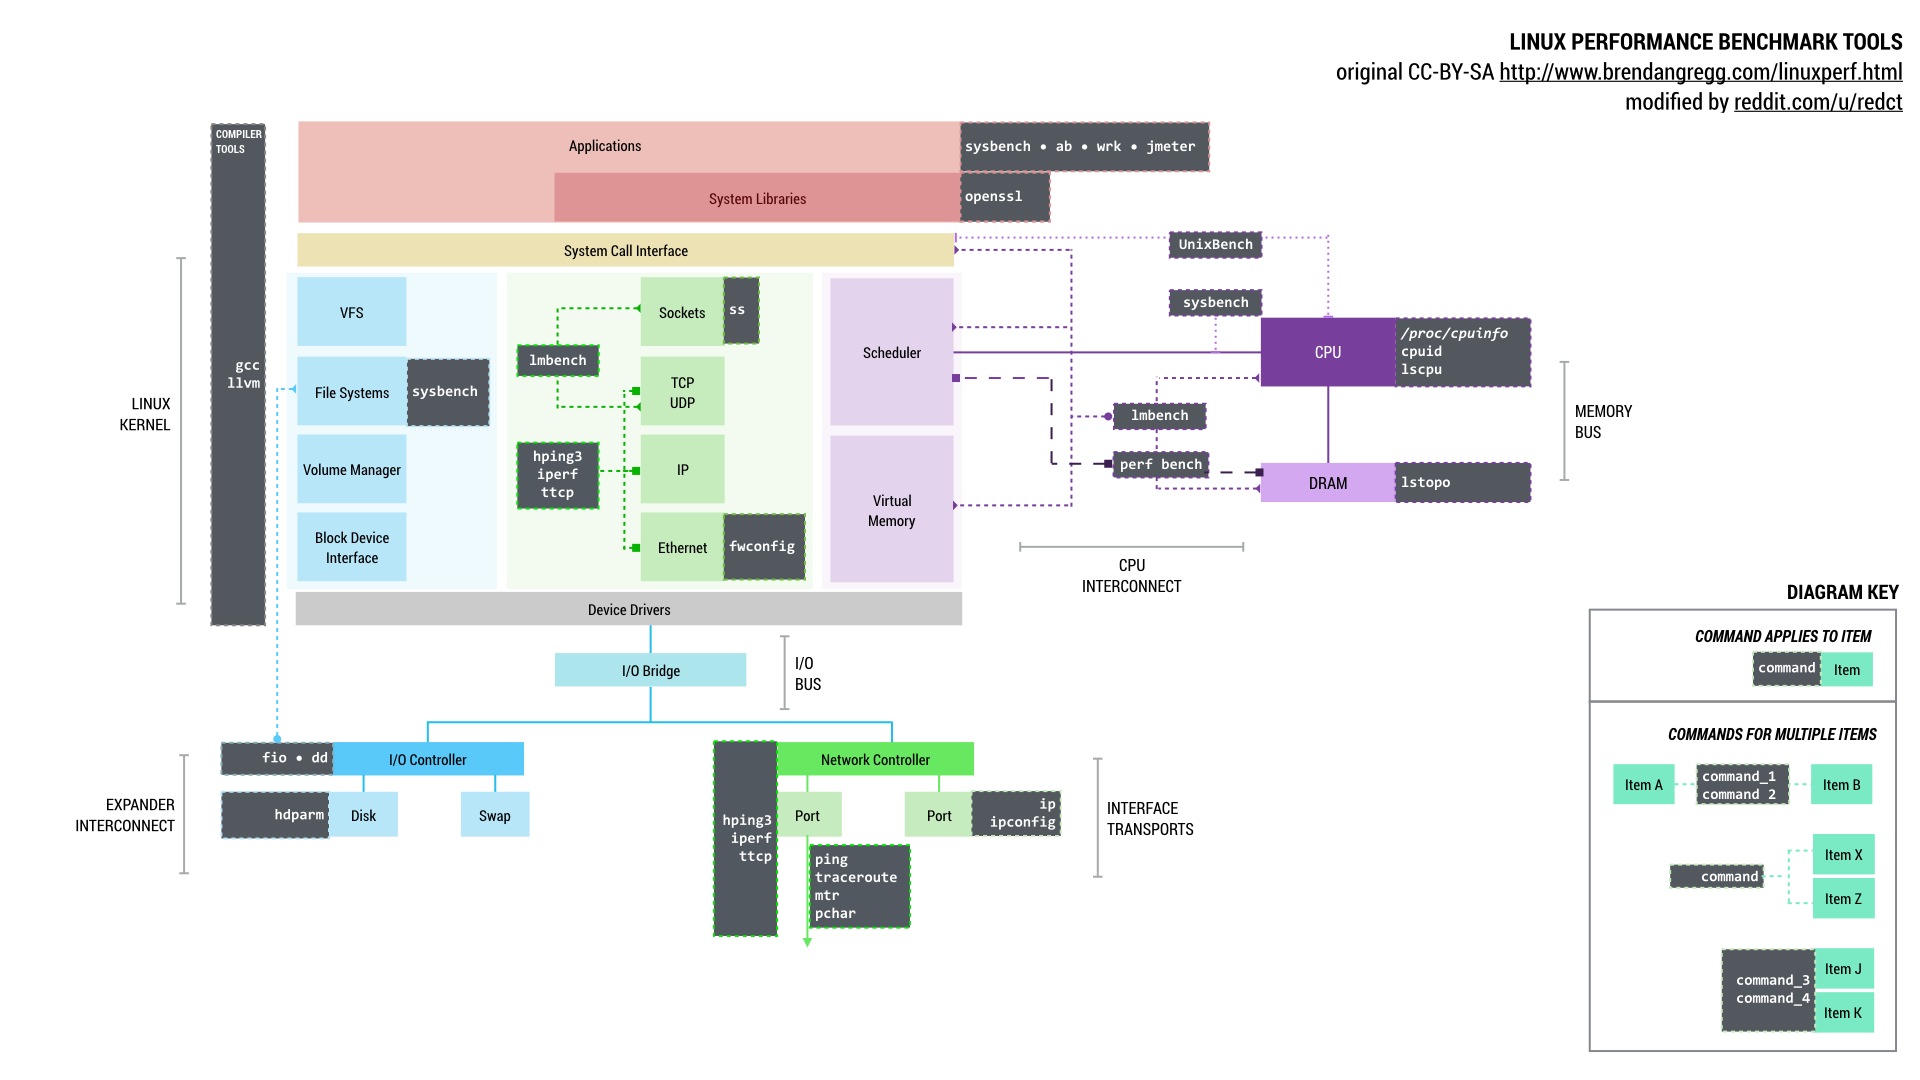 LINUX PERFORMANCE BENCHMARK TOOLS
original CC-BY-SA http://www.brendangregg.com/linuxperf.html
modified by reddit.com/u/redct
COMPILER
TOOLS
gcc
llvm
Applications
sysbench • ab • wrk • jmeter
System Libraries
openssl
System Call Interface
UnixBench
sysbench
LINUX
KERNEL
VFS
File Systems
sysbench
Volume Manager
Block Device
Interface
Sockets
ss
lmbench
TCP
UDP
hping3
iperf
ttcp
IP
Ethernet
fwconfig
Scheduler
Virtual
Memory
CPU
/proc/cpuinfo
cpuid
lscpu
lmbench
perf bench
DRAM
lstopo
MEMORY
BUS
CPU
INTERCONNECT
Device Drivers
I/O Bridge
I/O
BUS
fio • dd
I/O Controller
hdparm
Disk
Swap
EXPANDER
INTERCONNECT
Network Controller
hping3
iperf
ttcp
Port
Port
ip
ipconfig
ping
traceroute
mtr
pchar
INTERFACE
TRANSPORTS
DIAGRAM KEY
COMMAND APPLIES TO ITEM
command
Item
COMMANDS FOR MULTIPLE ITEMS
Item A
command_1
command_2
Item B
command
Item X
Item Z
command_3
command_4
Item J
Item K